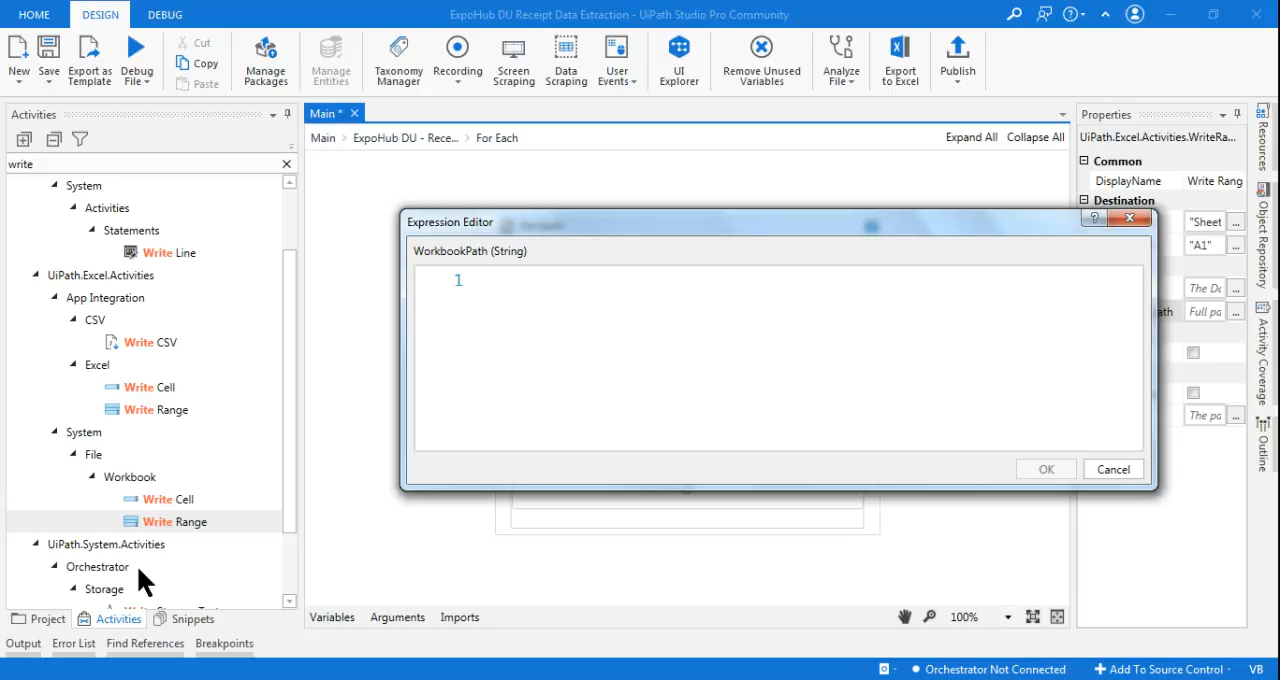 HOME DESIGN DEBUG
ExpoHub DU Receipt Data Extraction - UiPath Studio Pro Community
New
Save
Export as Template
Debug File
Cut
Copy
Paste
Manage Packages
Manage Entities
Taxonomy Manager
Recording
Screen Scraping
Data Scraping
User Events
UI Explorer
Remove Unused Variables
Analyze File
Export to Excel
Publish
Activities
write
System
Activities
Statements
Write Line
UiPath.Excel.Activities
App Integration
CSV
Write CSV
Excel
Write Cell
Write Range
System
File
Workbook
Write Cell
Write Range
UiPath.System.Activities
Orchestrator
Storage
Project Activities Snippets
Output Error List Find References Breakpoints
Main *
Main > ExpoHub DU - Rece... > For Each
Expand All Collapse All
Expression Editor
WorkbookPath (String)
1
OK Cancel
Variables Arguments Imports
100%
Properties
UiPath.Excel.Activities.WriteRa...
Common
DisplayName Write Rang
Destination
"Sheet ...
"A1" ...
The Da ...
ath Full pa ...
The pa ...
Resources
Object Repository
Activity Coverage
Outline
Orchestrator Not Connected
Add To Source Control
VB